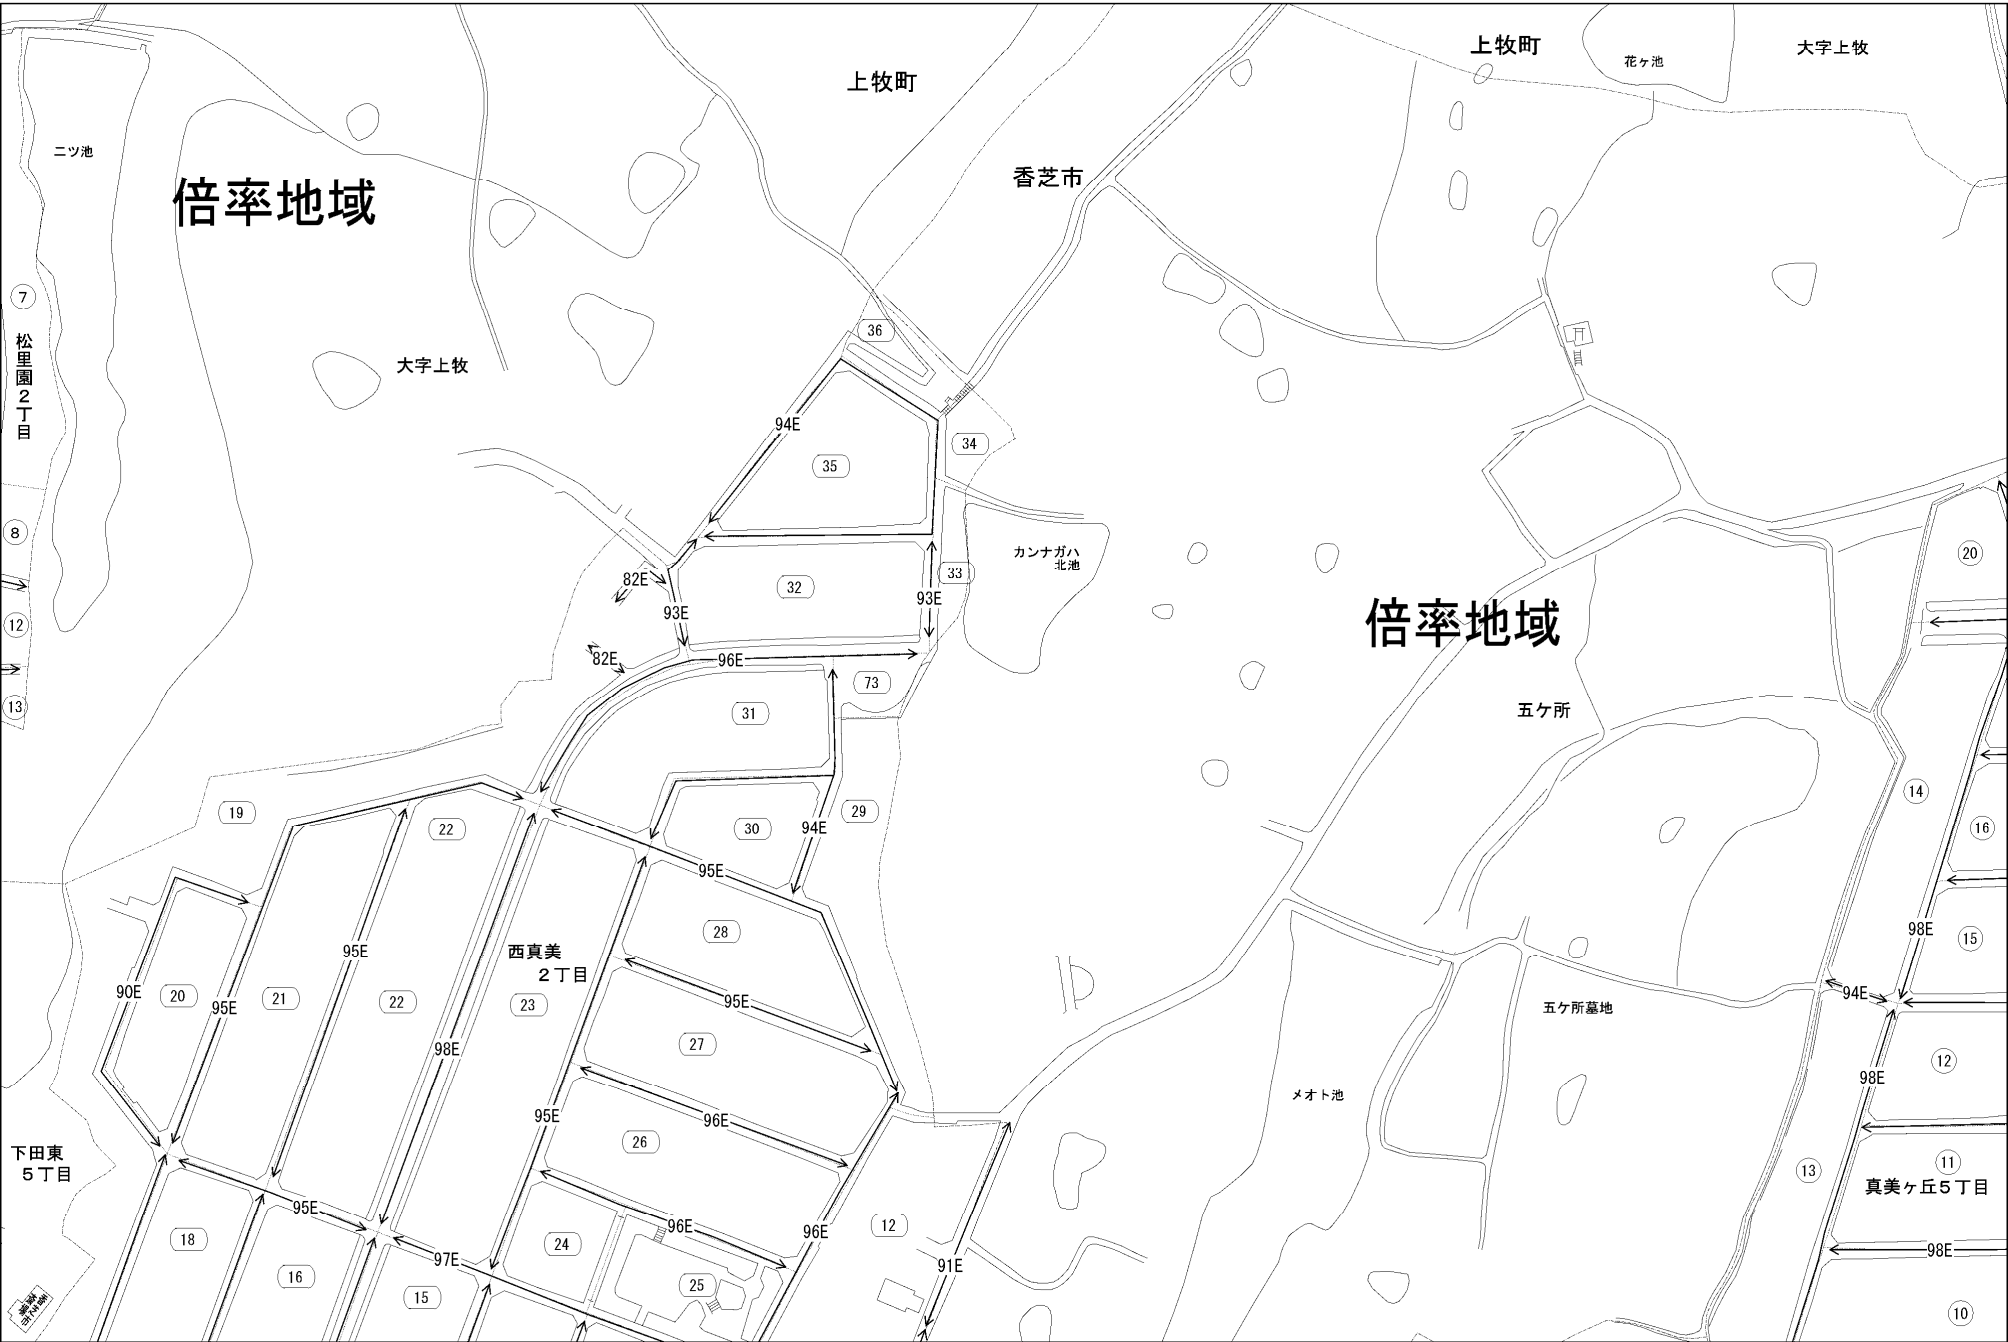 上牧町
上牧町
花ヶ池
大字上牧
二ツ池
倍率地域
香芝市
7
松里園2丁目
36
大字上牧
94E
34
35
8
20
カンナガハ
北池
33
82E
32
倍率地域
93E
93E
12
82E
96E
73
13
31
五ケ所
14
19
22
30
94E
29
16
95E
28
98E
15
西真美
2丁目
95E
90E
20
95E
21
22
23
95E
94E
五ケ所墓地
98E
27
12
98E
メオト池
95E
96E
26
下田東
5丁目
13
11
真美ヶ丘5丁目
95E
18
96E
96E
12
24
97E
98E
91E
16
15
25
10